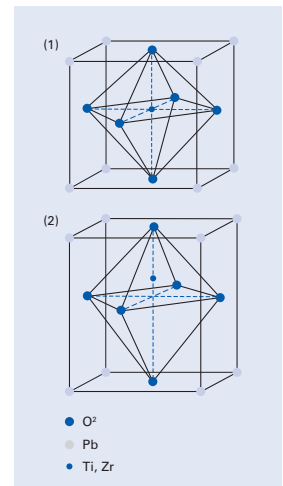 (1)
(2)
O²
Pb
Ti, Zr